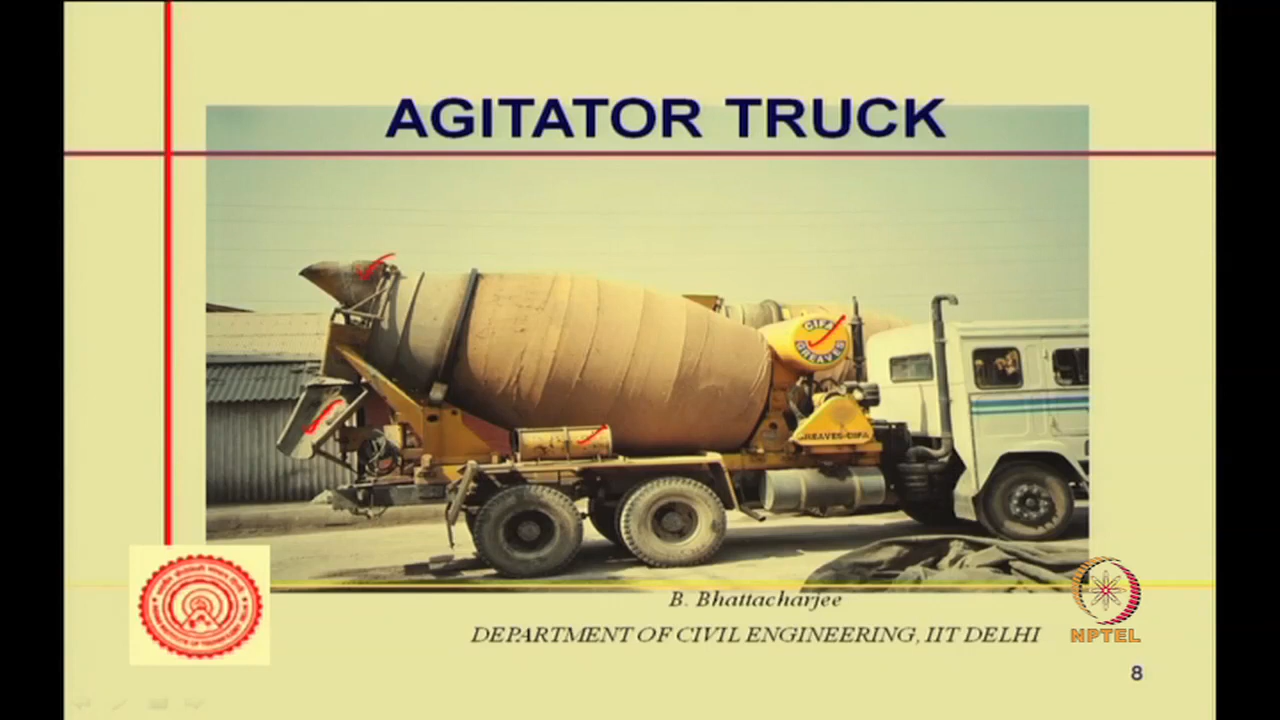 AGITATOR TRUCK
CIFA
GREAVES
GREAVES-CIFA
B. Bhattacharjee
DEPARTMENT OF CIVIL ENGINEERING, IIT DELHI
NPTEL
8